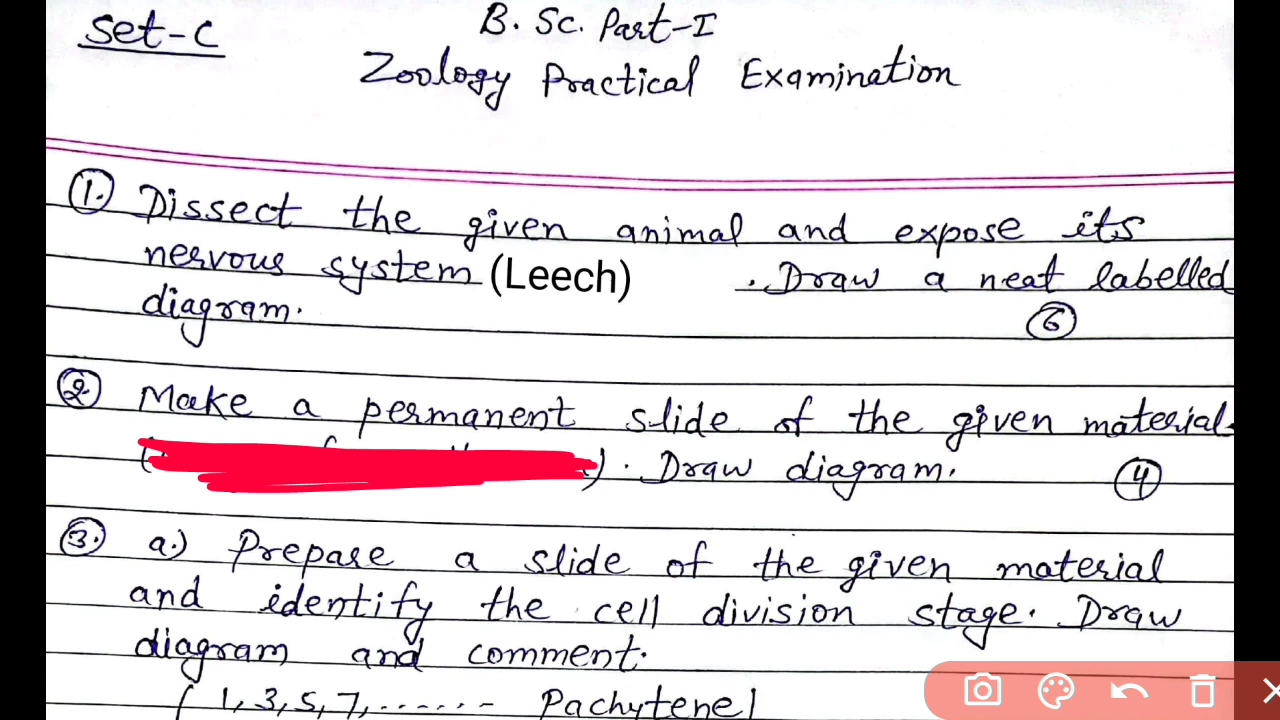 Set-C
B. Sc. Part-I
Zoology Practical Examination
1. Dissect the given animal and expose its
nervous system (Leech) . Draw a neat labelled
diagram. 6
2. Make a permanent slide of the given material.
). Draw diagram. 4
3. a.) Prepare a slide of the given material
and identify the cell division stage. Draw
diagram and comment.
( 1, 3, 5, 7, ....... Pachytene)